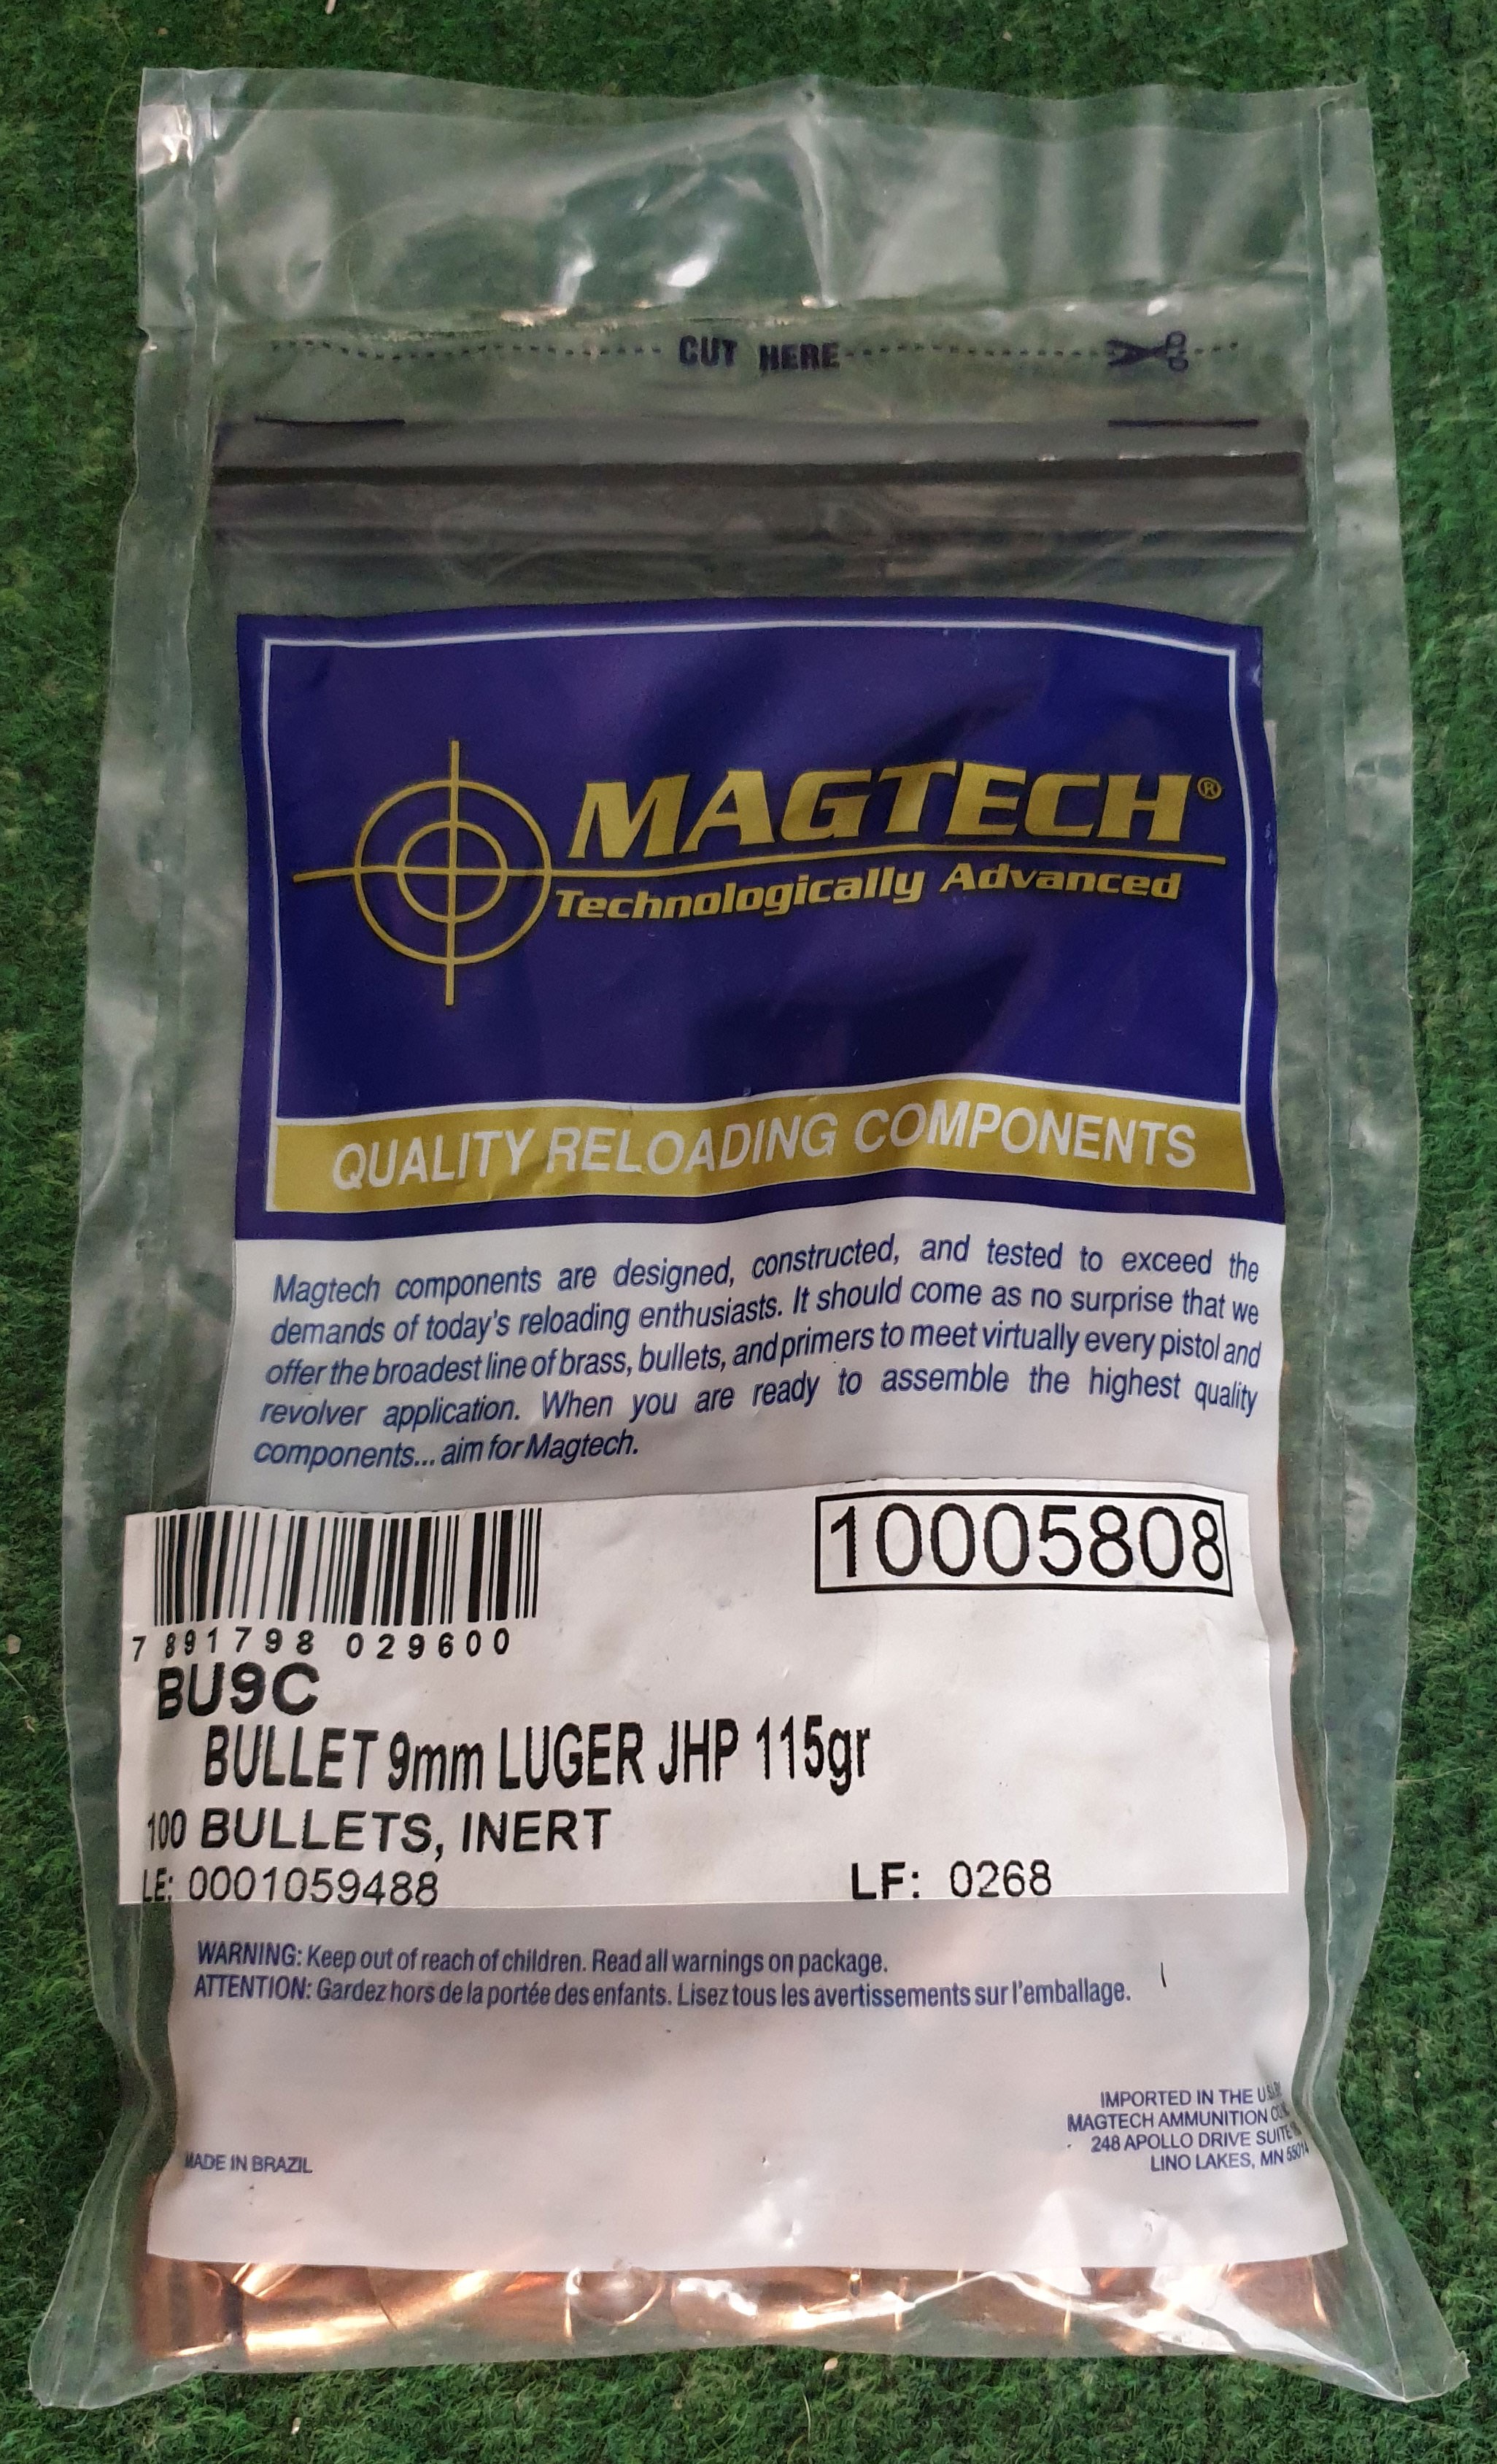 CUT HERE
MAGTECH®
Technologically Advanced
QUALITY RELOADING COMPONENTS
Magtech components are designed, constructed, and tested to exceed the
demands of today's reloading enthusiasts. It should come as no surprise that we
offer the broadest line of brass, bullets, and primers to meet virtually every pistol and
revolver application. When you are ready to assemble the highest quality
components... aim for Magtech.
10005808
7 891798 029600
BU9C
BULLET 9mm LUGER JHP 115gr
100 BULLETS, INERT
LE: 0001059488 LF: 0268
WARNING: Keep out of reach of children. Read all warnings on package.
ATTENTION: Gardez hors de la portée des enfants. Lisez tous les avertissements sur l'emballage.
MADE IN BRAZIL
IMPORTED IN THE
MAGTECH AMMUNITION
248 APOLLO DRIVE SUITE
LINO LAKES, MN 55014